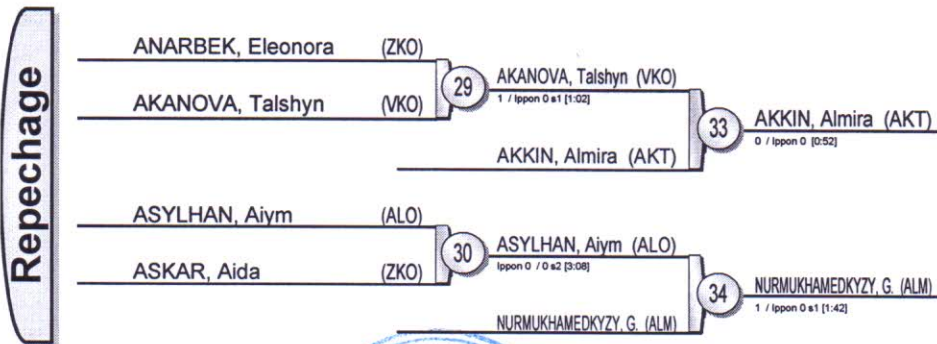 Repechage
ANARBEK, Eleonora (ZKO)
AKANOVA, Talshyn (VKO)
29
AKANOVA, Talshyn (VKO)
1 / Ippon 0 s1 [1:02]
AKKIN, Almira (AKT)
33
AKKIN, Almira (AKT)
0 / Ippon 0 [0:52]
ASYLHAN, Aiym (ALO)
ASKAR, Aida (ZKO)
30
ASYLHAN, Aiym (ALO)
Ippon 0 / 0 s2 [3:08]
NURMUKHAMEDKYZY, G. (ALM)
34
NURMUKHAMEDKYZY, G. (ALM)
1 / Ippon 0 s1 [1:42]